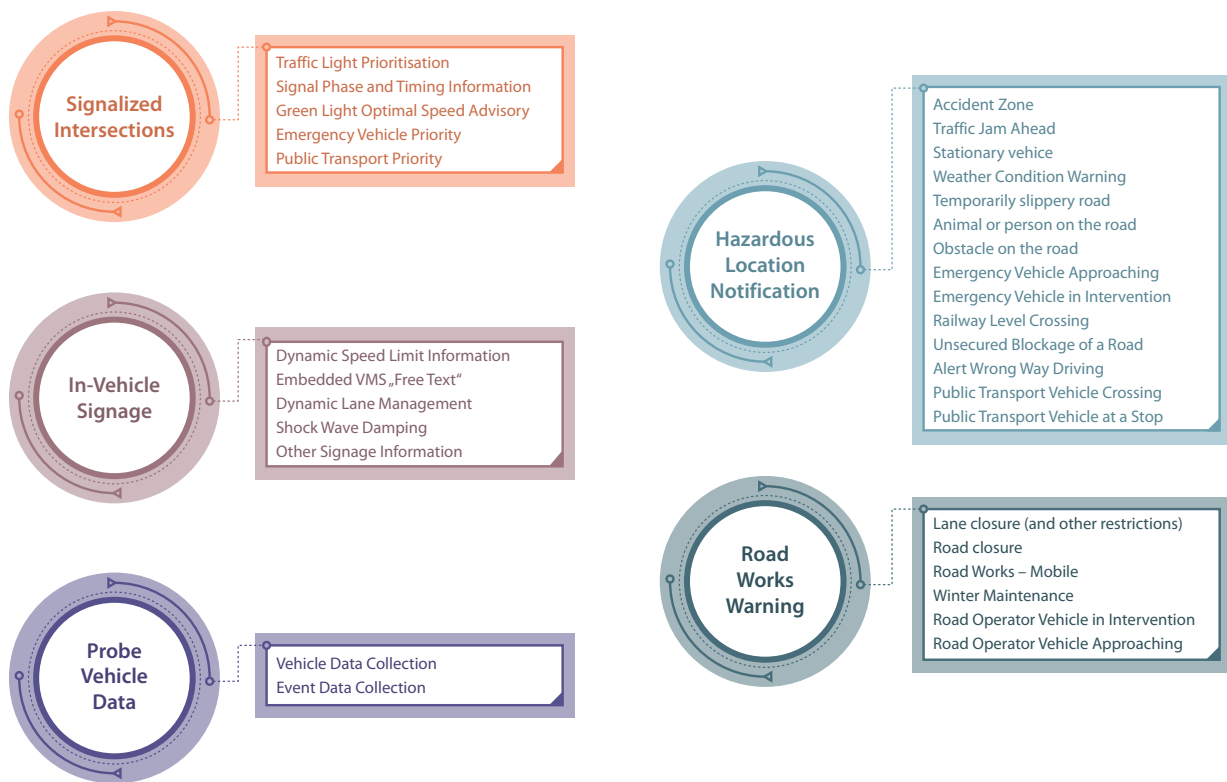 Signalized
Intersections
Traffic Light Prioritisation
Signal Phase and Timing Information
Green Light Optimal Speed Advisory
Emergency Vehicle Priority
Public Transport Priority
In-Vehicle
Signage
Dynamic Speed Limit Information
Embedded VMS „Free Text“
Dynamic Lane Management
Shock Wave Damping
Other Signage Information
Probe
Vehicle
Data
Vehicle Data Collection
Event Data Collection
Hazardous
Location
Notification
Accident Zone
Traffic Jam Ahead
Stationary vehice
Weather Condition Warning
Temporarily slippery road
Animal or person on the road
Obstacle on the road
Emergency Vehicle Approaching
Emergency Vehicle in Intervention
Railway Level Crossing
Unsecured Blockage of a Road
Alert Wrong Way Driving
Public Transport Vehicle Crossing
Public Transport Vehicle at a Stop
Road
Works
Warning
Lane closure (and other restrictions)
Road closure
Road Works – Mobile
Winter Maintenance
Road Operator Vehicle in Intervention
Road Operator Vehicle Approaching